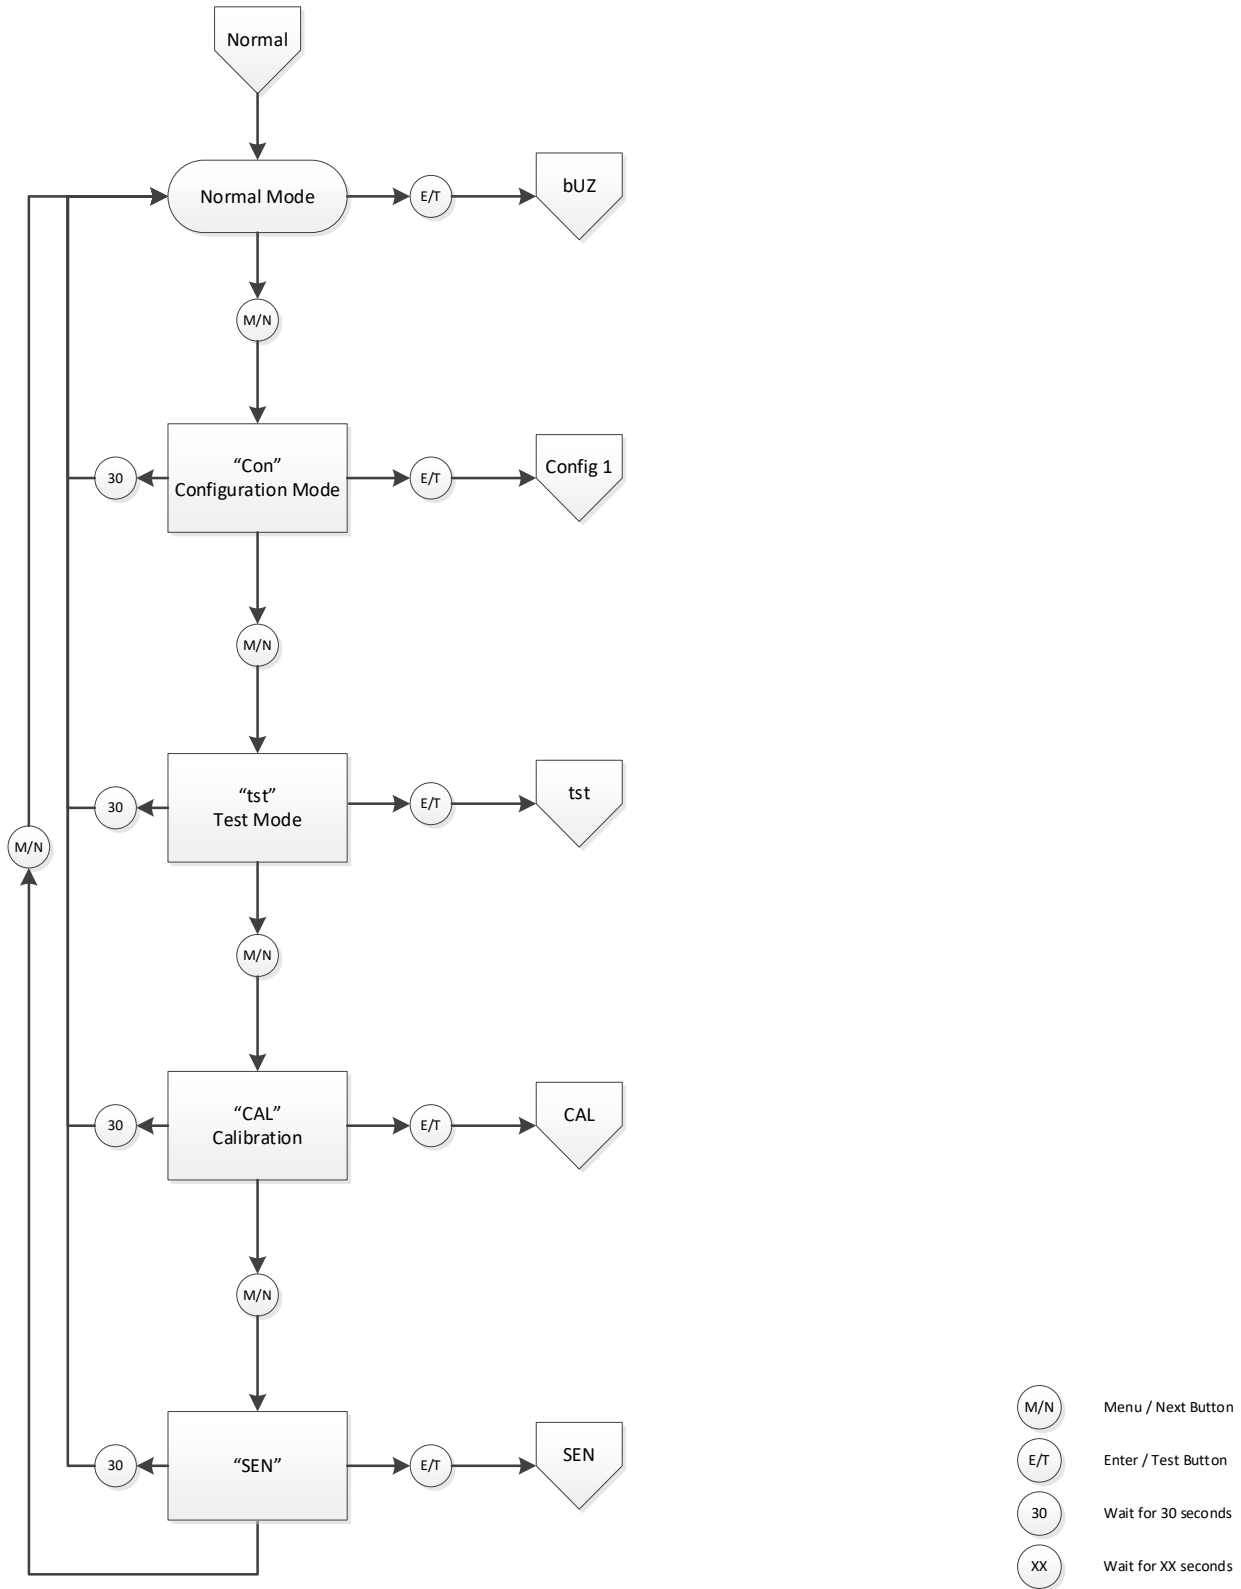 Normal
Normal Mode
E/T
bUZ
M/N
30
“Con”
Configuration Mode
E/T
Config 1
M/N
30
“tst”
Test Mode
E/T
tst
M/N
M/N
30
“CAL”
Calibration
E/T
CAL
M/N
30
“SEN”
E/T
SEN
M/N Menu / Next Button
E/T Enter / Test Button
30 Wait for 30 seconds
XX Wait for XX seconds